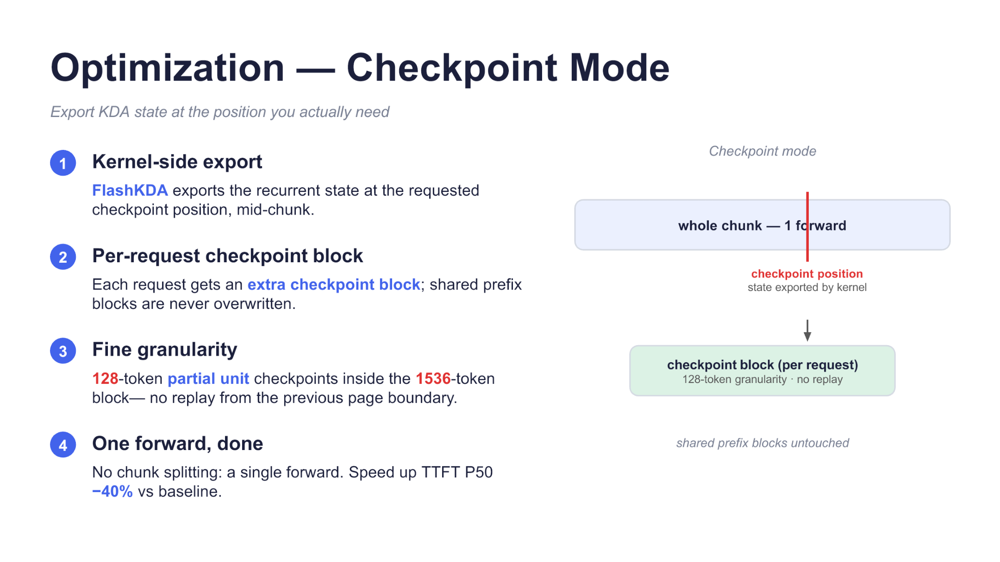 Optimization — Checkpoint Mode
Export KDA state at the position you actually need
1
Kernel-side export
FlashKDA exports the recurrent state at the requested
checkpoint position, mid-chunk.
2
Per-request checkpoint block
Each request gets an extra checkpoint block; shared prefix
blocks are never overwritten.
3
Fine granularity
128-token partial unit checkpoints inside the 1536-token
block— no replay from the previous page boundary.
4
One forward, done
No chunk splitting: a single forward. Speed up TTFT P50
−40% vs baseline.
Checkpoint mode
whole chunk — 1 forward
checkpoint position
state exported by kernel
checkpoint block (per request)
128-token granularity · no replay
shared prefix blocks untouched